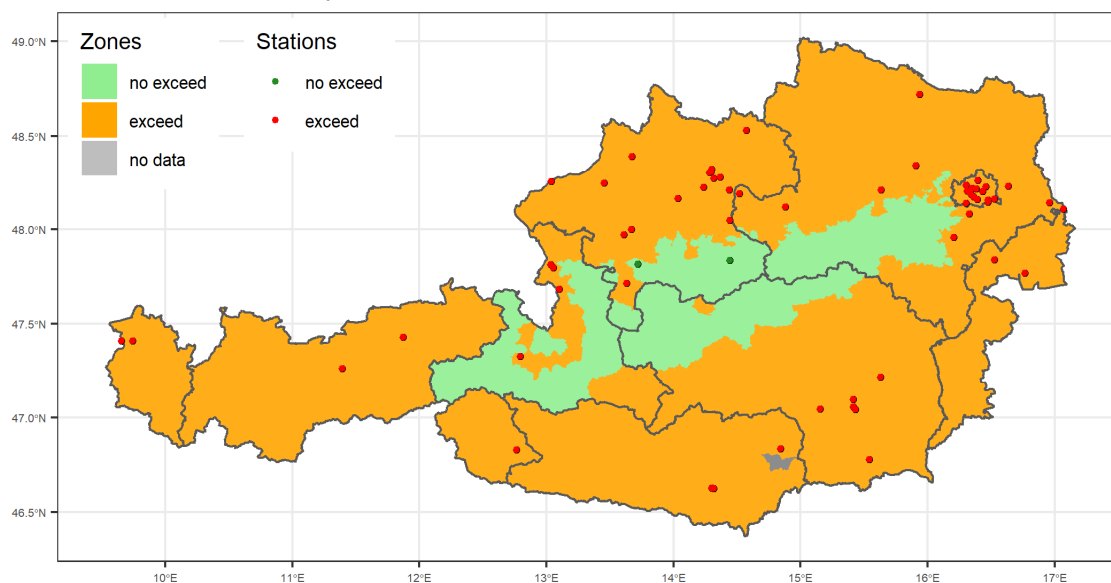 Zones
no exceed
exceed
no data
Stations
no exceed
exceed
49.0°N
48.5°N
48.0°N
47.5°N
47.0°N
46.5°N
10°E 11°E 12°E 13°E 14°E 15°E 16°E 17°E